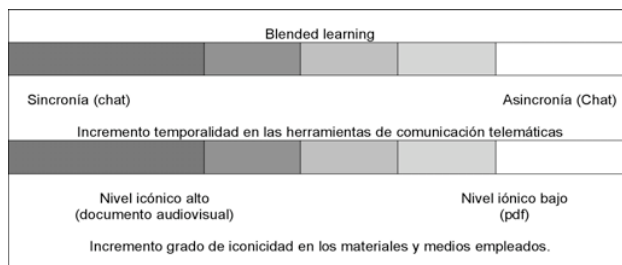 Blended learning
Sincronía (chat)
Asincronía (Chat)
Incremento temporalidad en las herramientas de comunicación telemáticas
Nivel icónico alto
(documento audiovisual)
Nivel iónico bajo
(pdf)
Incremento grado de iconicidad en los materiales y medios empleados.